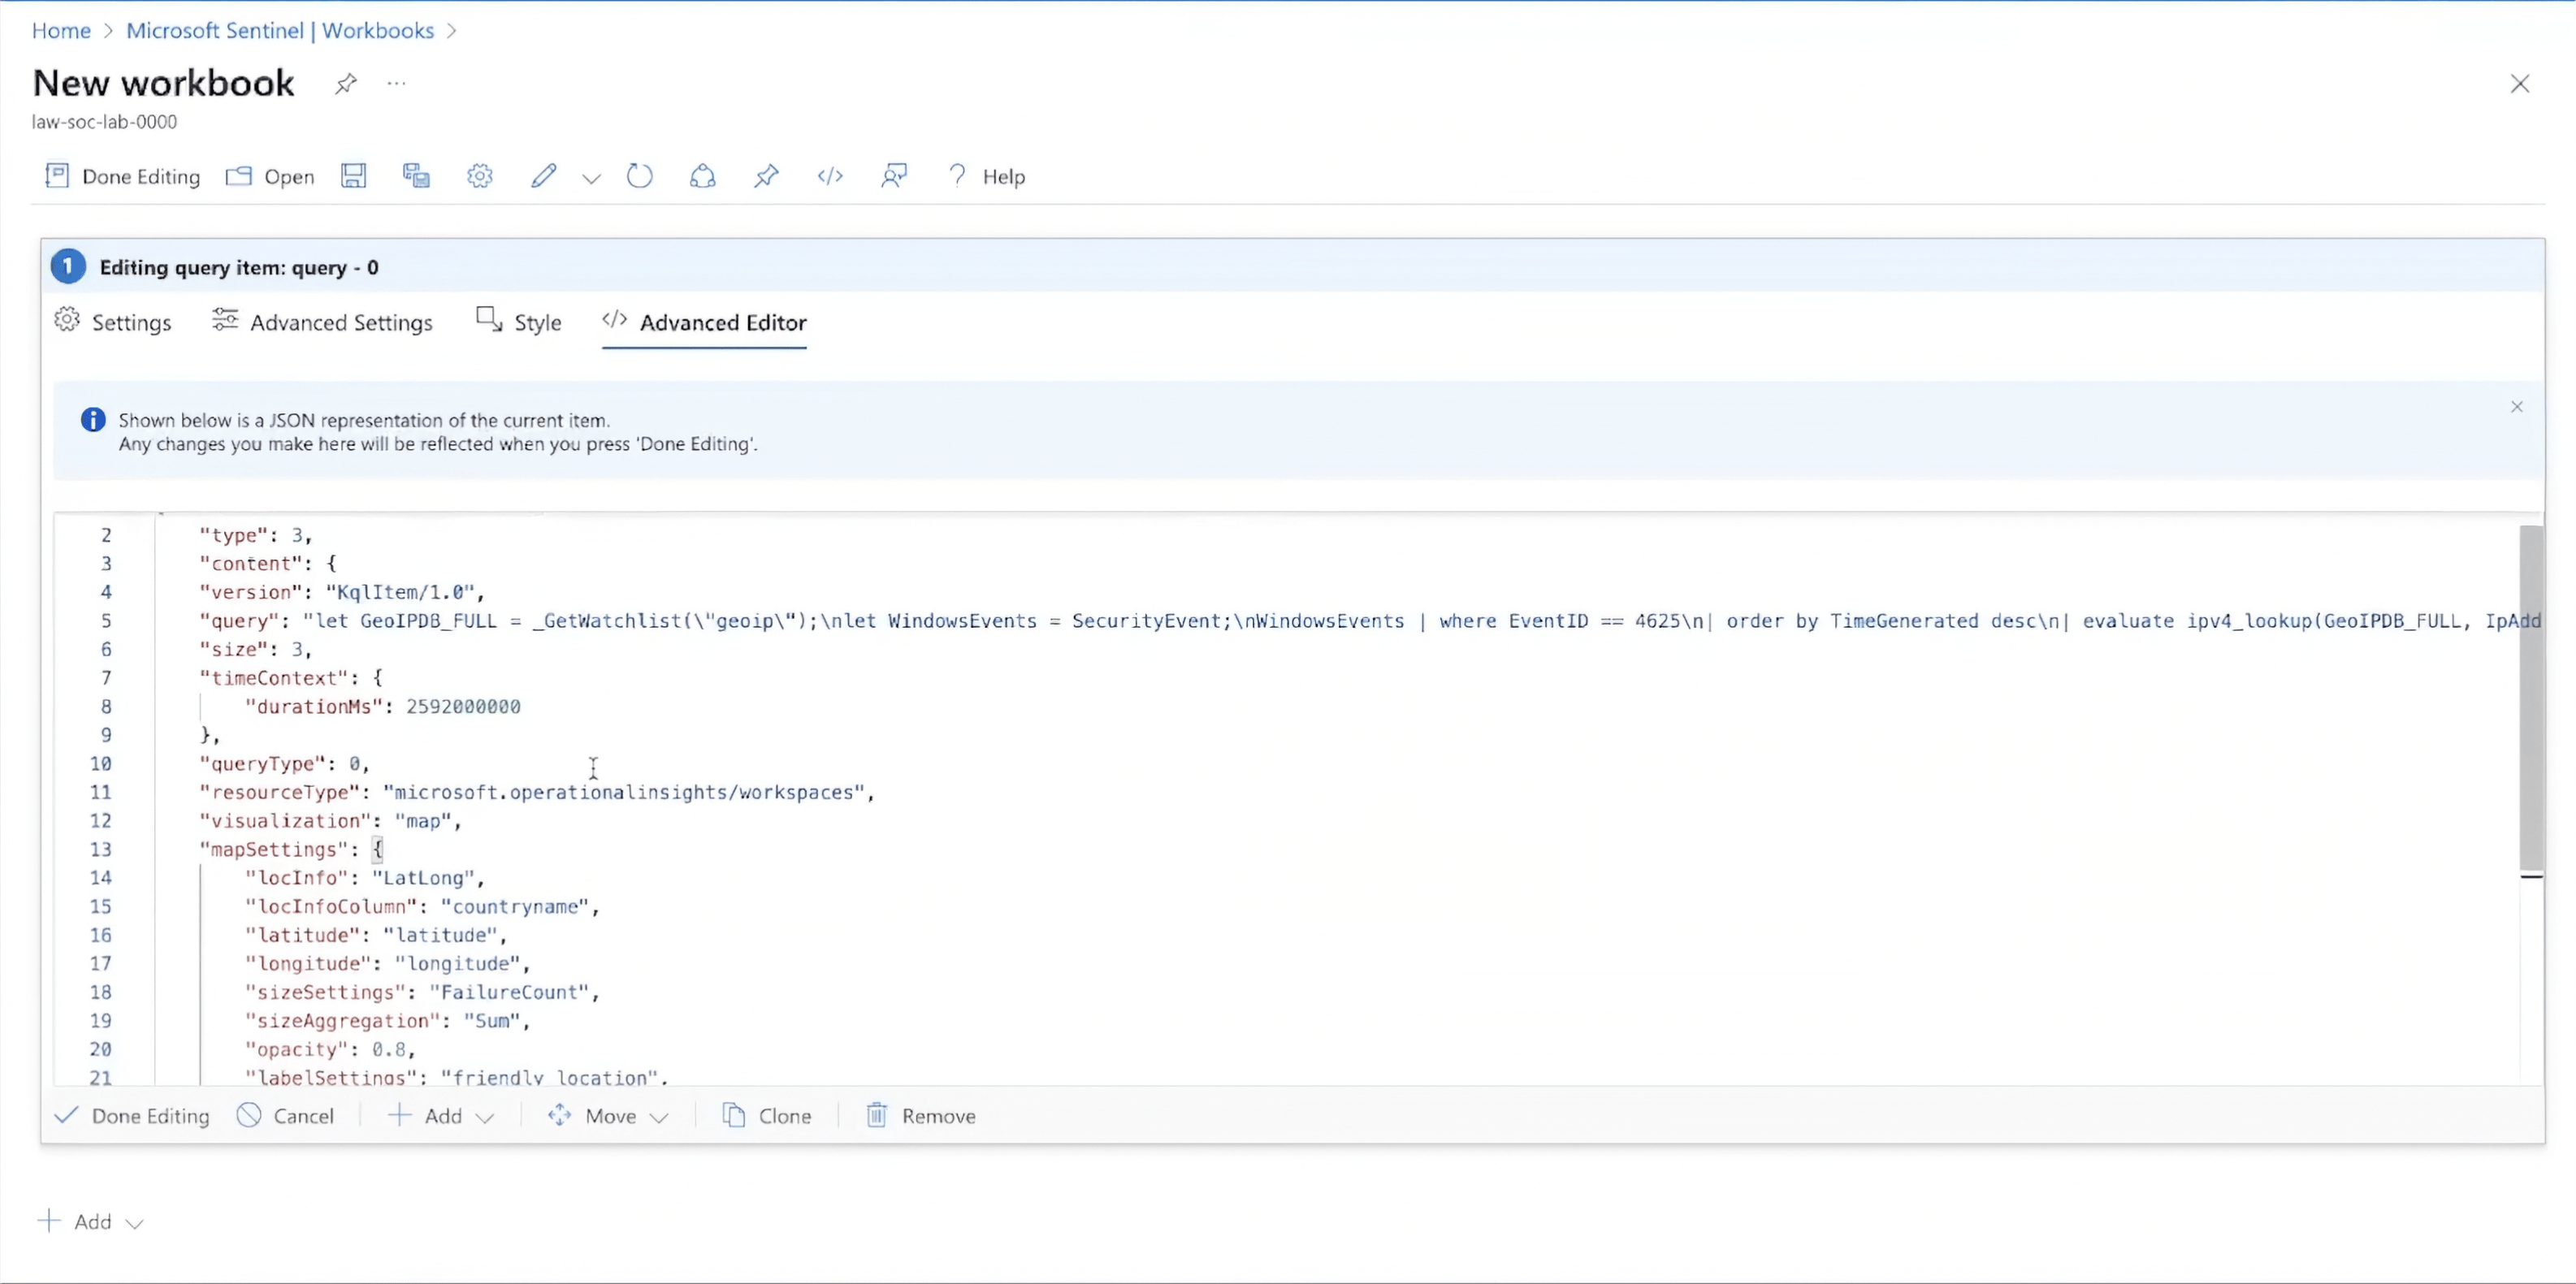 Home > Microsoft Sentinel | Workbooks >
New workbook ...
law-soc-lab-0000
Done Editing Open </> ? Help
1 Editing query item: query - 0
Settings Advanced Settings Style </> Advanced Editor
Shown below is a JSON representation of the current item.
Any changes you make here will be reflected when you press 'Done Editing'.
2 "type": 3,
3 "content": {
4 "version": "KqlItem/1.0",
5 "query": "let GeoIPDB_FULL = _GetWatchlist(\"geoip\");\nlet WindowsEvents = SecurityEvent;\nWindowsEvents | where EventID == 4625\n| order by TimeGenerated desc\n| evaluate ipv4_lookup(GeoIPDB_FULL, IpAdd
6 "size": 3,
7 "timeContext": {
8 "durationMs": 2592000000
9 },
10 "queryType": 0,
11 "resourceType": "microsoft.operationalinsights/workspaces",
12 "visualization": "map",
13 "mapSettings": {
14 "locInfo": "LatLong",
15 "locInfoColumn": "countryname",
16 "latitude": "latitude",
17 "longitude": "longitude",
18 "sizeSettings": "FailureCount",
19 "sizeAggregation": "Sum",
20 "opacity": 0.8,
21 "labelSettings": "friendly_location",
Done Editing Cancel Add Move Clone Remove
Add